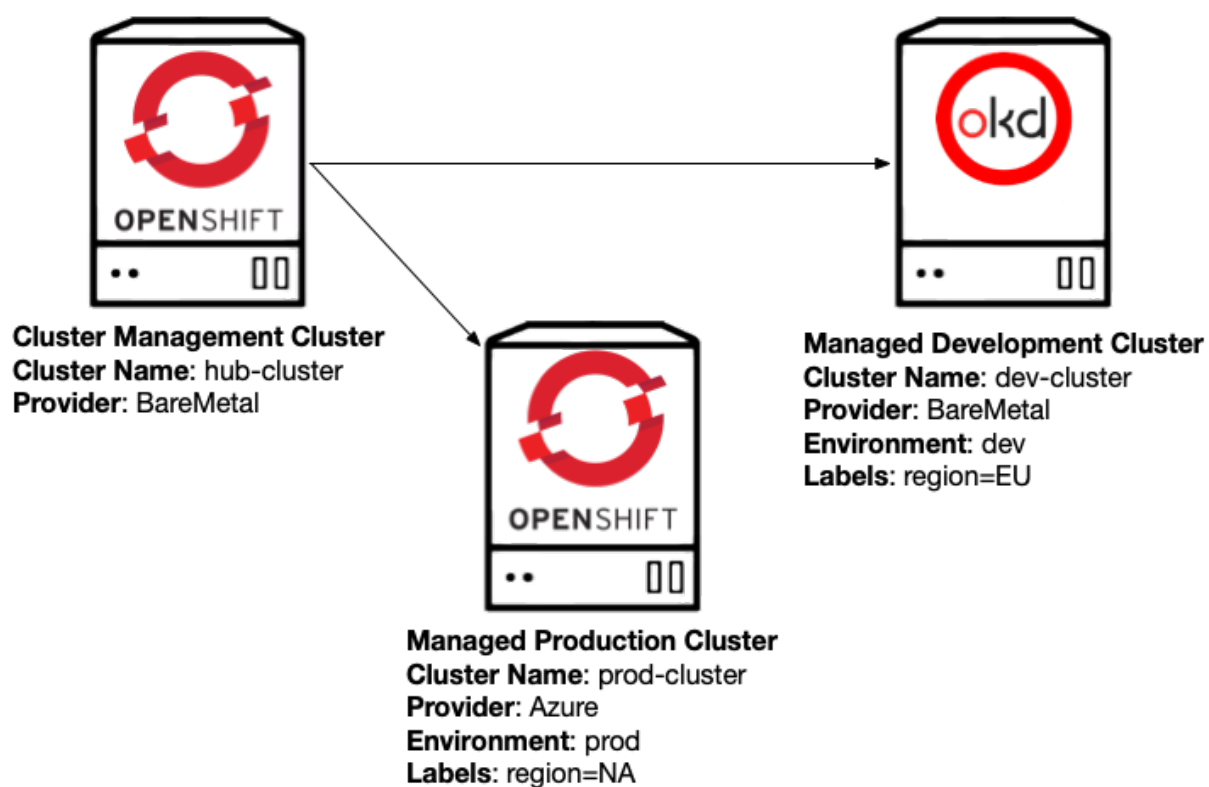 OPENSHIFT
okd
Cluster Management Cluster
Cluster Name: hub-cluster
Provider: BareMetal
Managed Development Cluster
Cluster Name: dev-cluster
Provider: BareMetal
Environment: dev
Labels: region=EU
OPENSHIFT
Managed Production Cluster
Cluster Name: prod-cluster
Provider: Azure
Environment: prod
Labels: region=NA